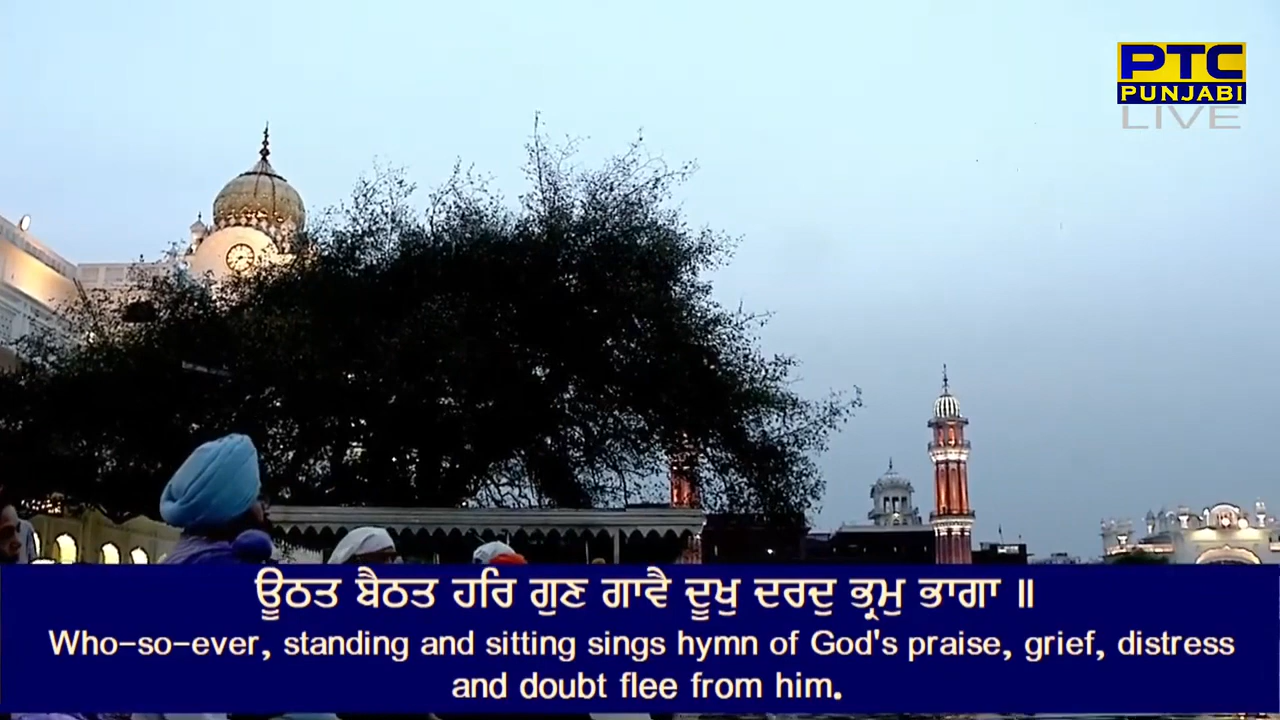 PTC
PUNJABI
LIVE
ਊਠਤ ਬੈਠਤ ਹਰਿ ਗੁਣ ਗਾਵੈ ਦੂਖੁ ਦਰਦੁ ਭ੍ਰਮੁ ਭਾਗਾ ॥
Who-so-ever, standing and sitting sings hymn of God's praise, grief, distress
and doubt flee from him.